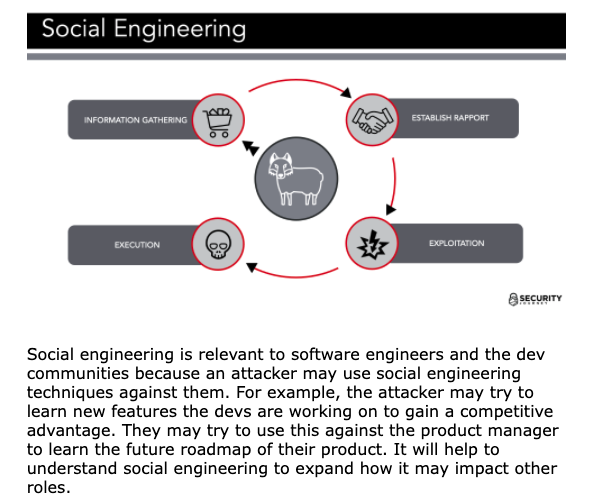 Social Engineering
INFORMATION GATHERING
ESTABLISH RAPPORT
EXECUTION
EXPLOITATION
SECURITY
JOURNEY
Social engineering is relevant to software engineers and the dev
communities because an attacker may use social engineering
techniques against them. For example, the attacker may try to
learn new features the devs are working on to gain a competitive
advantage. They may try to use this against the product manager
to learn the future roadmap of their product. It will help to
understand social engineering to expand how it may impact other
roles.